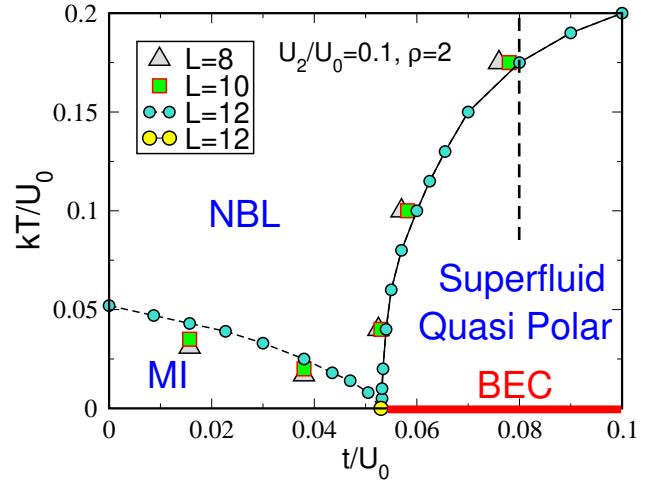 L=8
L=10
L=12
L=12
U₂/U₀=0.1, ρ=2
NBL
MI
Superfluid
Quasi Polar
BEC
kT/U₀
0.2
0.15
0.1
0.05
0
0 0.02 0.04 0.06 0.08 0.1
t/U₀